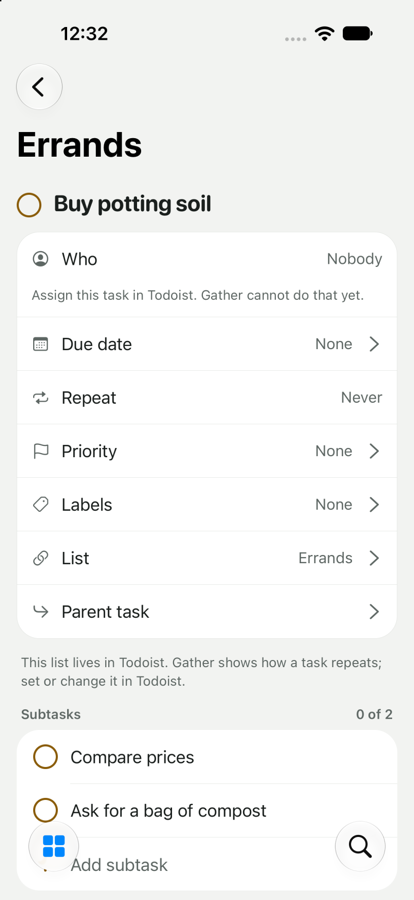 12:32
Errands
Buy potting soil
Who
Nobody
Assign this task in Todoist. Gather cannot do that yet.
Due date
None
Repeat
Never
Priority
None
Labels
None
List
Errands
Parent task
This list lives in Todoist. Gather shows how a task repeats;
set or change it in Todoist.
Subtasks
0 of 2
Compare prices
Ask for a bag of compost
Add subtask